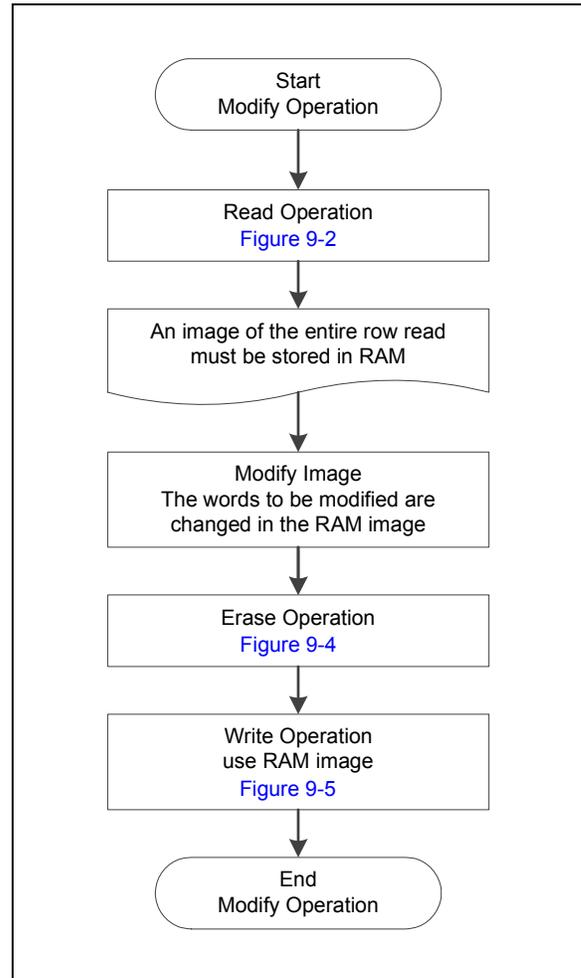 Start
Modify Operation
Read Operation
Figure 9-2
An image of the entire row read
must be stored in RAM
Modify Image
The words to be modified are
changed in the RAM image
Erase Operation
Figure 9-4
Write Operation
use RAM image
Figure 9-5
End
Modify Operation